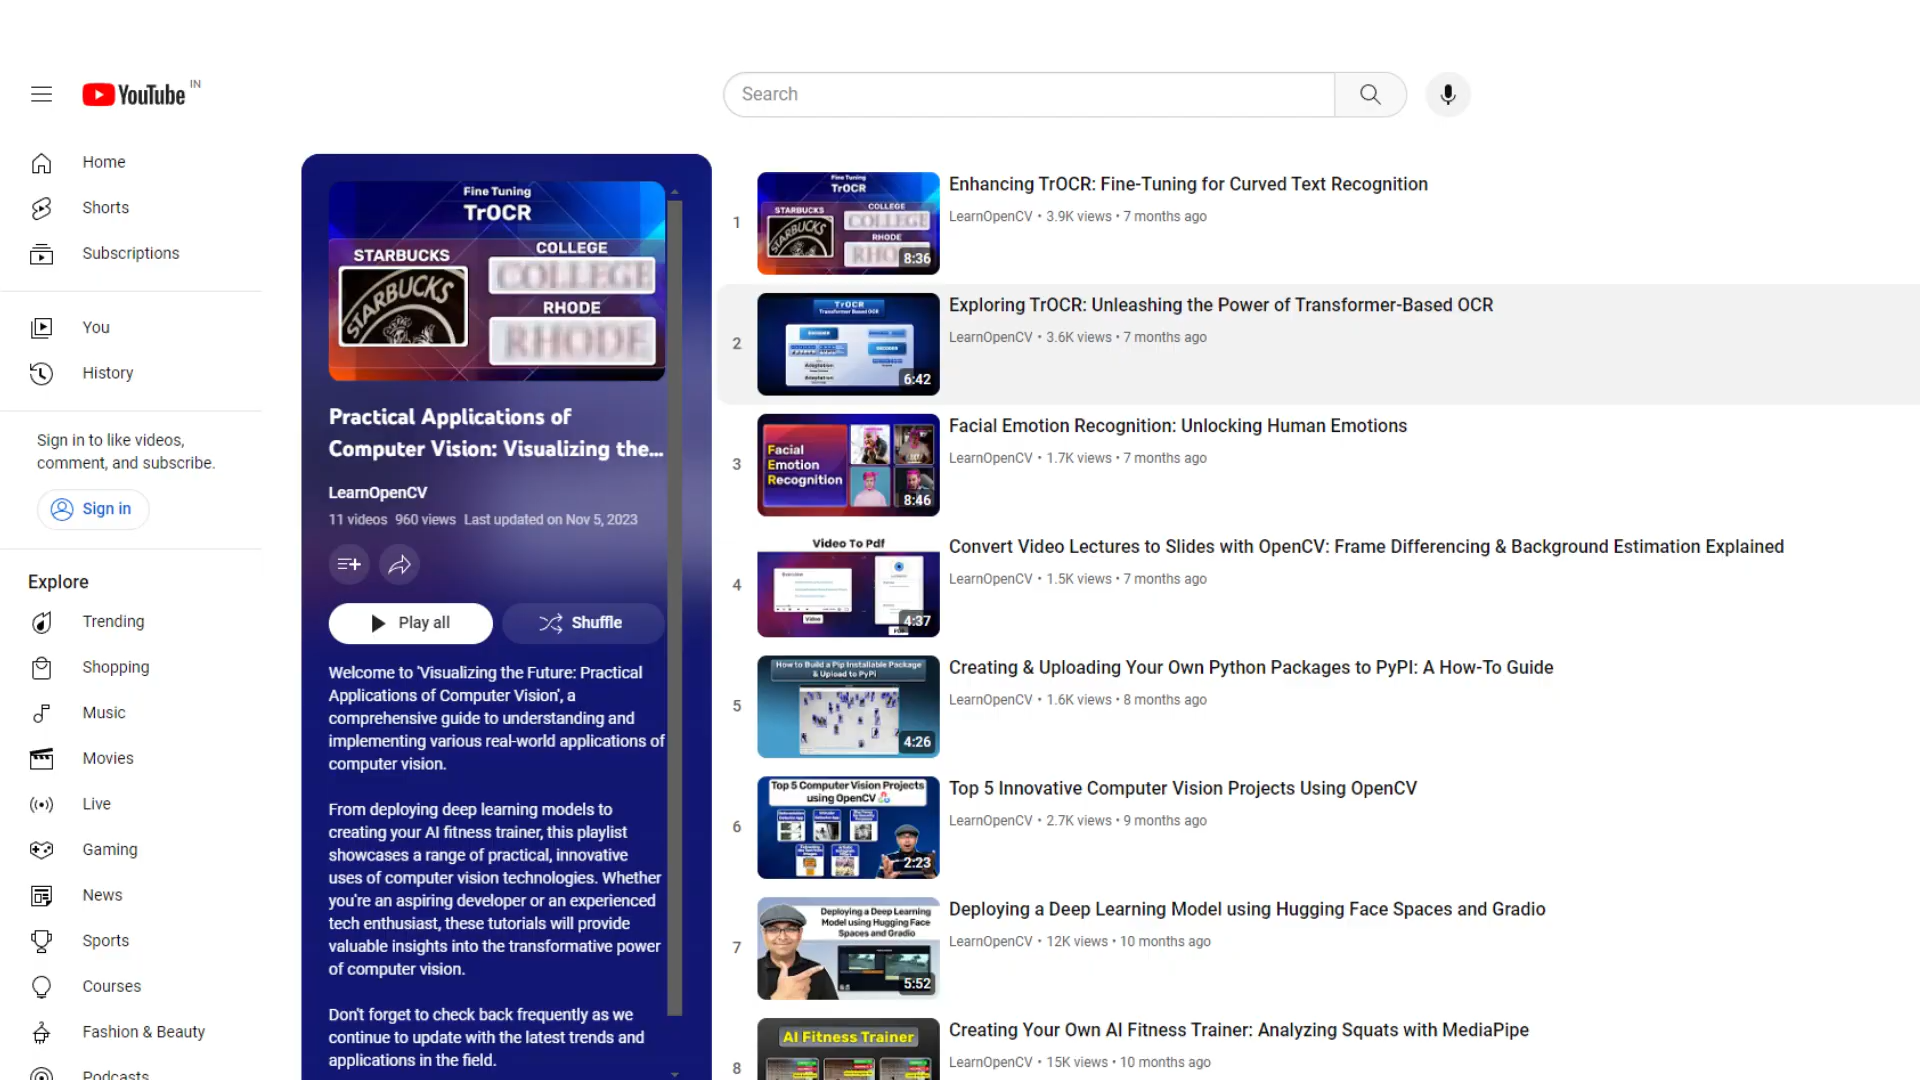 YouTube IN
Search
Home
Shorts
Subscriptions
You
History
Sign in to like videos,
comment, and subscribe.
Sign in
Explore
Trending
Shopping
Music
Movies
Live
Gaming
News
Sports
Courses
Fashion & Beauty
Podcasts
Fine Tuning
TrOCR
STARBUCKS
COLLEGE
STARBUCKS
COLLEGE
RHODE
RHODE
Practical Applications of
Computer Vision: Visualizing the...
LearnOpenCV
11 videos 960 views Last updated on Nov 5, 2023
Play all
Shuffle
Welcome to 'Visualizing the Future: Practical
Applications of Computer Vision', a
comprehensive guide to understanding and
implementing various real-world applications of
computer vision.
From deploying deep learning models to
creating your AI fitness trainer, this playlist
showcases a range of practical, innovative
uses of computer vision technologies. Whether
you're an aspiring developer or an experienced
tech enthusiast, these tutorials will provide
valuable insights into the transformative power
of computer vision.
Don't forget to check back frequently as we
continue to update with the latest trends and
applications in the field.
1
Fine Tuning
TrOCR
STARBUCKS
COLLEGE
STARBUCKS
COLLEGE
RHODE
RHO
8:36
Enhancing TrOCR: Fine-Tuning for Curved Text Recognition
LearnOpenCV • 3.9K views • 7 months ago
2
TrOCR
Transformer Based OCR
6:42
Exploring TrOCR: Unleashing the Power of Transformer-Based OCR
LearnOpenCV • 3.6K views • 7 months ago
3
Facial
Emotion
Recognition
8:46
Facial Emotion Recognition: Unlocking Human Emotions
LearnOpenCV • 1.7K views • 7 months ago
4
Video To Pdf
Video
4:37
Convert Video Lectures to Slides with OpenCV: Frame Differencing & Background Estimation Explained
LearnOpenCV • 1.5K views • 7 months ago
5
How to Build a Pip Installable Package
& Upload to PyPi
4:26
Creating & Uploading Your Own Python Packages to PyPI: A How-To Guide
LearnOpenCV • 1.6K views • 8 months ago
6
Top 5 Computer Vision Projects
using OpenCV
2:23
Top 5 Innovative Computer Vision Projects Using OpenCV
LearnOpenCV • 2.7K views • 9 months ago
7
Deploying a Deep Learning
Model using Hugging Face
Spaces and Gradio
5:52
Deploying a Deep Learning Model using Hugging Face Spaces and Gradio
LearnOpenCV • 12K views • 10 months ago
8
AI Fitness Trainer
Creating Your Own AI Fitness Trainer: Analyzing Squats with MediaPipe
LearnOpenCV • 15K views • 10 months ago